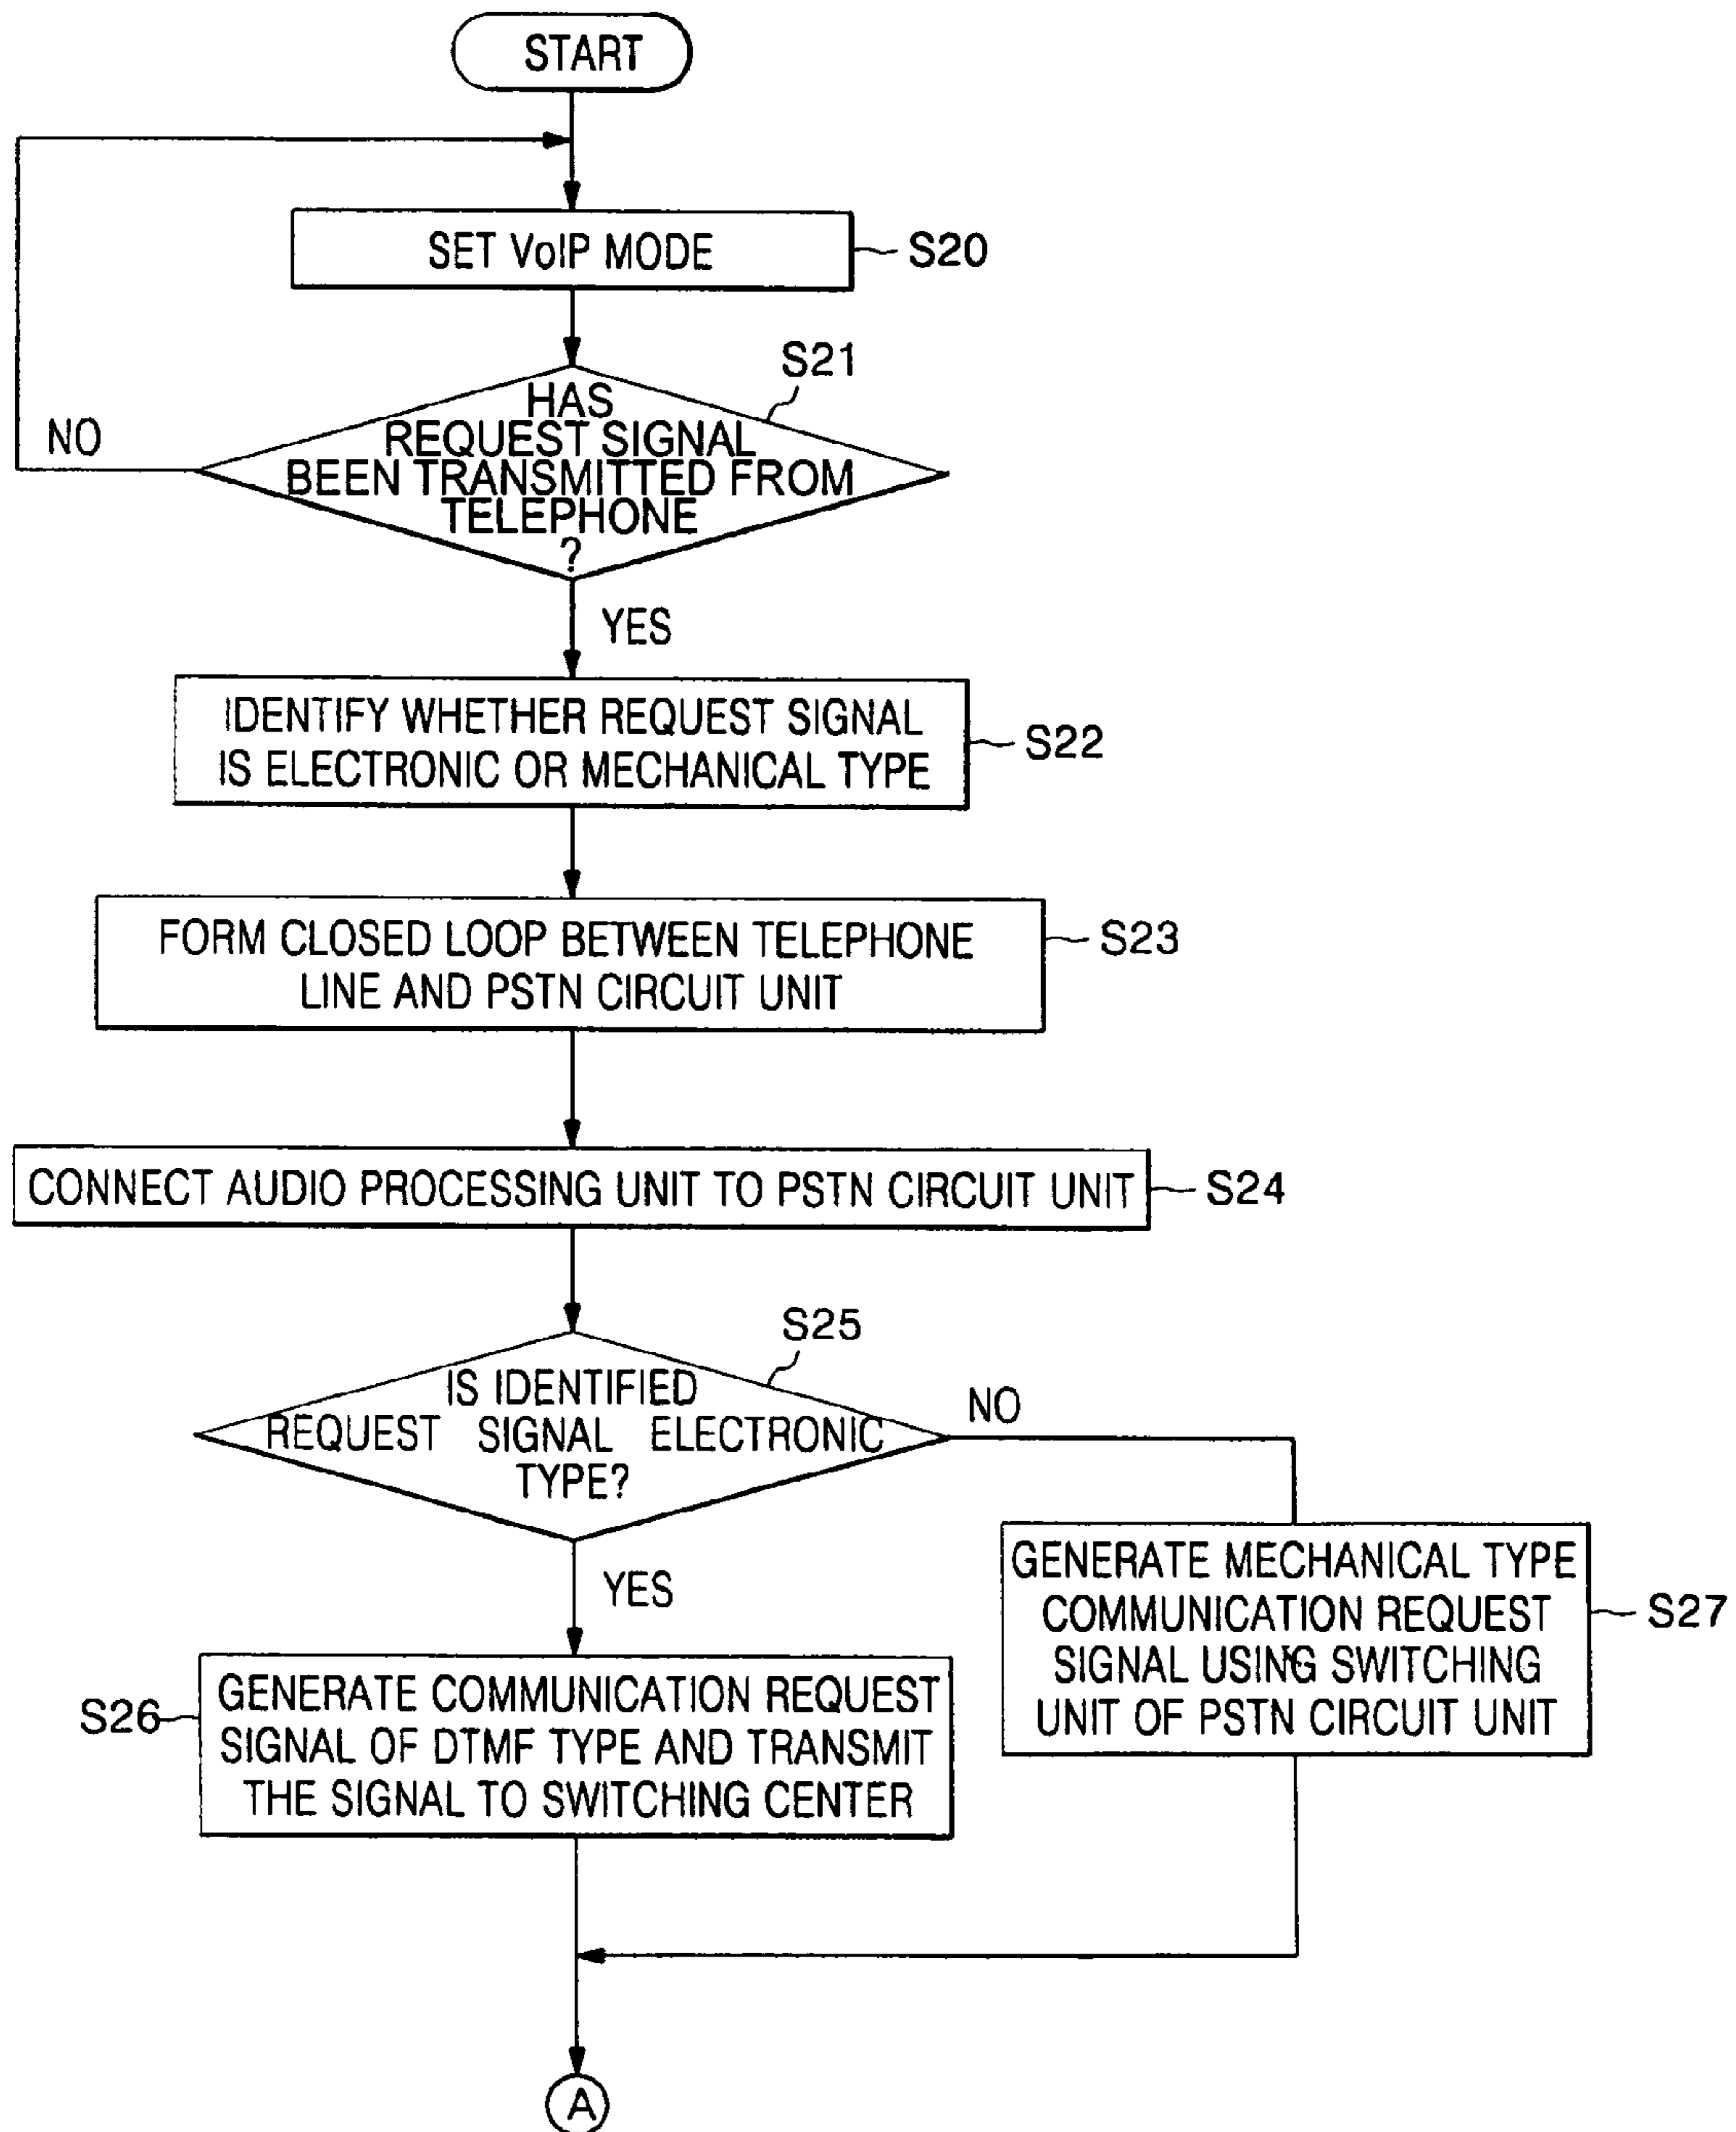 START
SET VoIP MODE
S20
S21
HAS
REQUEST SIGNAL
BEEN TRANSMITTED FROM
TELEPHONE
?
NO
YES
IDENTIFY WHETHER REQUEST SIGNAL
IS ELECTRONIC OR MECHANICAL TYPE
S22
FORM CLOSED LOOP BETWEEN TELEPHONE
LINE AND PSTN CIRCUIT UNIT
S23
CONNECT AUDIO PROCESSING UNIT TO PSTN CIRCUIT UNIT
S24
S25
IS IDENTIFIED
REQUEST SIGNAL ELECTRONIC
TYPE?
NO
YES
GENERATE MECHANICAL TYPE
COMMUNICATION REQUEST
SIGNAL USING SWITCHING
UNIT OF PSTN CIRCUIT UNIT
S27
S26
GENERATE COMMUNICATION REQUEST
SIGNAL OF DTMF TYPE AND TRANSMIT
THE SIGNAL TO SWITCHING CENTER
A